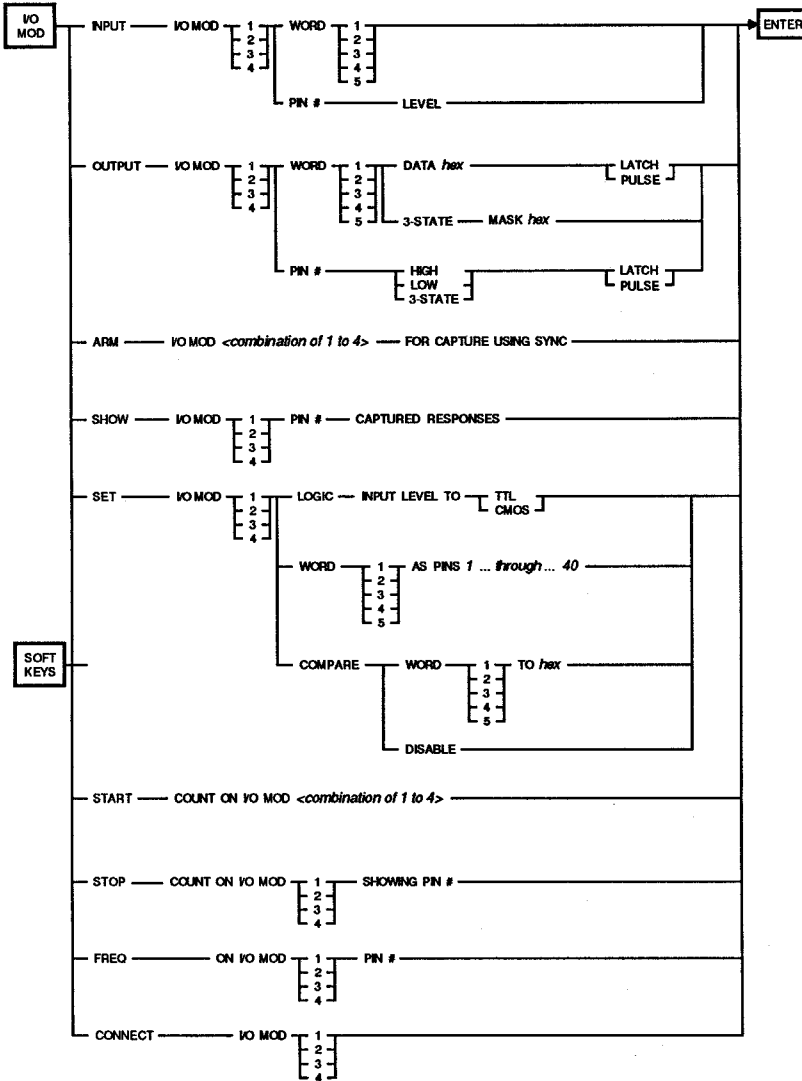 I/O MOD
INPUT I/O MOD 1 WORD 1 ENTER
2 2
3 3
4 4
5
PIN # LEVEL
OUTPUT I/O MOD 1 WORD 1 DATA hex LATCH
2 2 PULSE
3 3
4 4
5 3-STATE MASK hex
PIN # HIGH LATCH
LOW PULSE
3-STATE
ARM I/O MOD <combination of 1 to 4> FOR CAPTURE USING SYNC
SHOW I/O MOD 1 PIN # CAPTURED RESPONSES
2
3
4
SET I/O MOD 1 LOGIC INPUT LEVEL TO TTL
2 CMOS
3
4
WORD 1 AS PINS 1 ... through ... 40
2
3
4
5
SOFT KEYS
COMPARE WORD 1 TO hex
2
3
4
5
DISABLE
START COUNT ON I/O MOD <combination of 1 to 4>
STOP COUNT ON I/O MOD 1 SHOWING PIN #
2
3
4
FREQ ON I/O MOD 1 PIN #
2
3
4
CONNECT I/O MOD 1
2
3
4